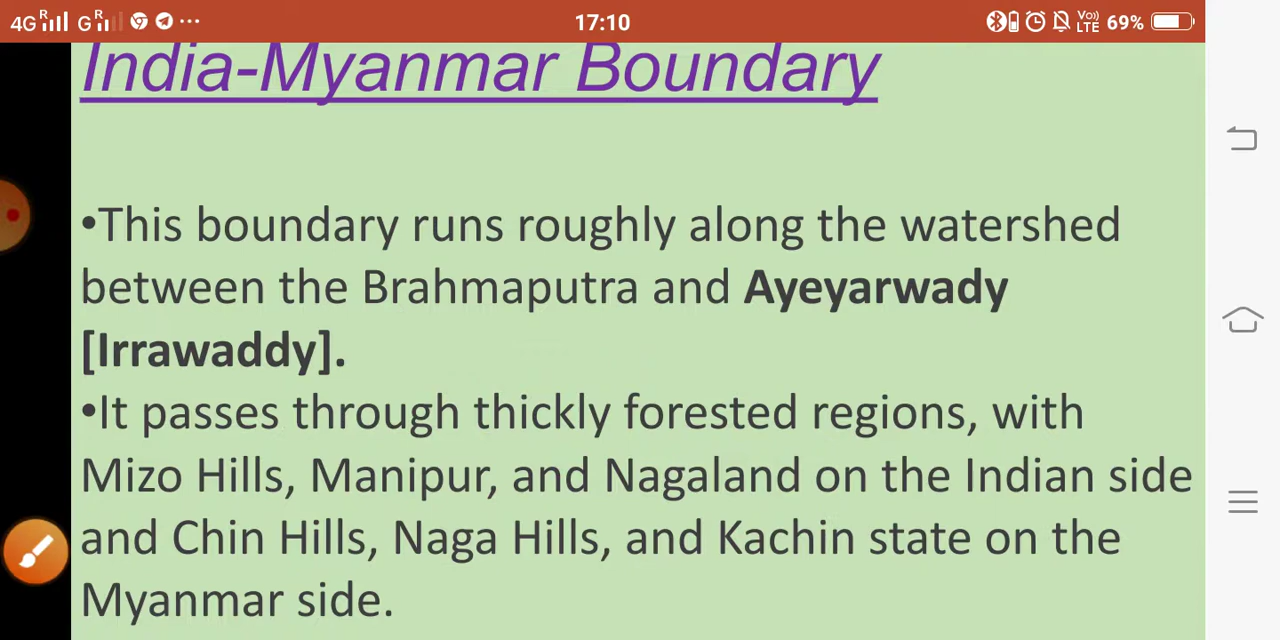 4G G ... 17:10 Vo) LTE 69%
India-Myanmar Boundary
•This boundary runs roughly along the watershed
between the Brahmaputra and Ayeyarwady
[Irrawaddy].
•It passes through thickly forested regions, with
Mizo Hills, Manipur, and Nagaland on the Indian side
and Chin Hills, Naga Hills, and Kachin state on the
Myanmar side.